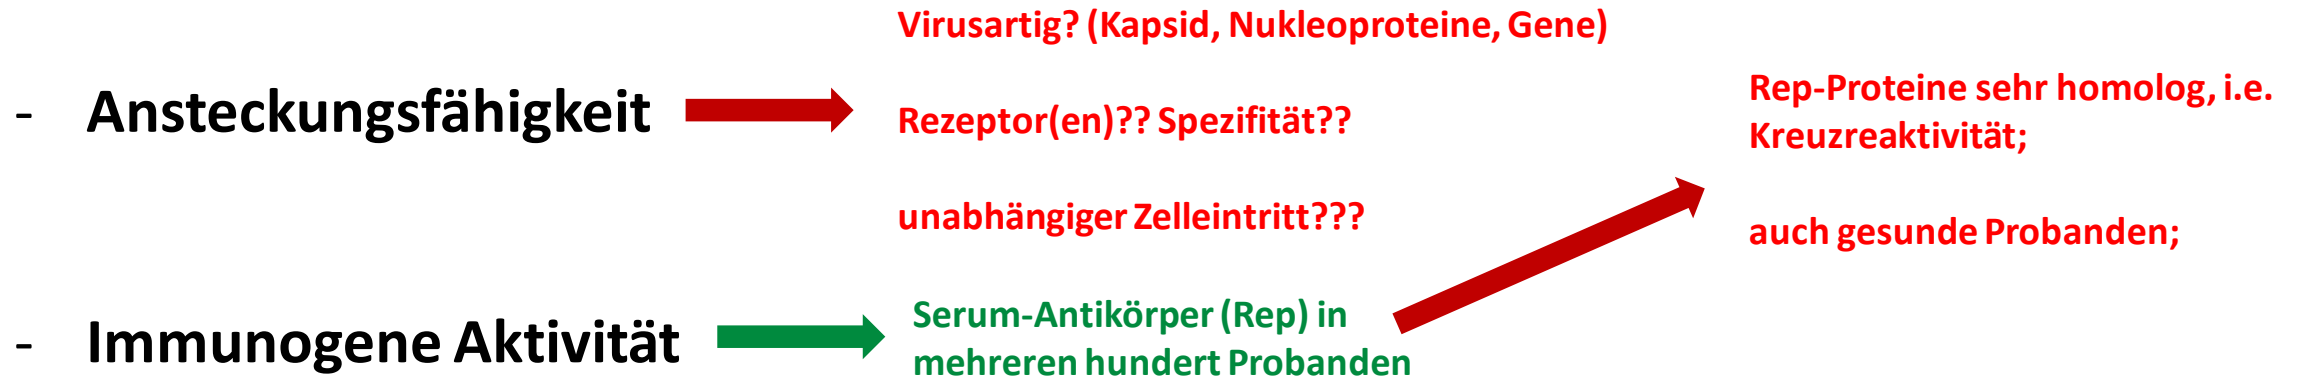 - Ansteckungsfähigkeit
Virusartig? (Kapsid, Nukleoproteine, Gene)
Rezeptor(en)?? Spezifität??
unabhängiger Zelleintritt???
- Immunogene Aktivität
Serum-Antikörper (Rep) in
mehreren hundert Probanden
Rep-Proteine sehr homolog, i.e.
Kreuzreaktivität;
auch gesunde Probanden;